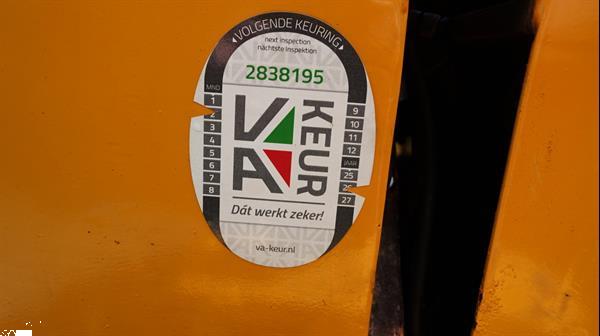 VOLGENDE KEURING
next inspection
nächste Inspektion
2838195
MND
1
2
3
4
5
6
7
8
VA
KEUR
9
10
11
12
JAAR
25
26
27
Dát werkt zeker!
va-keur.nl